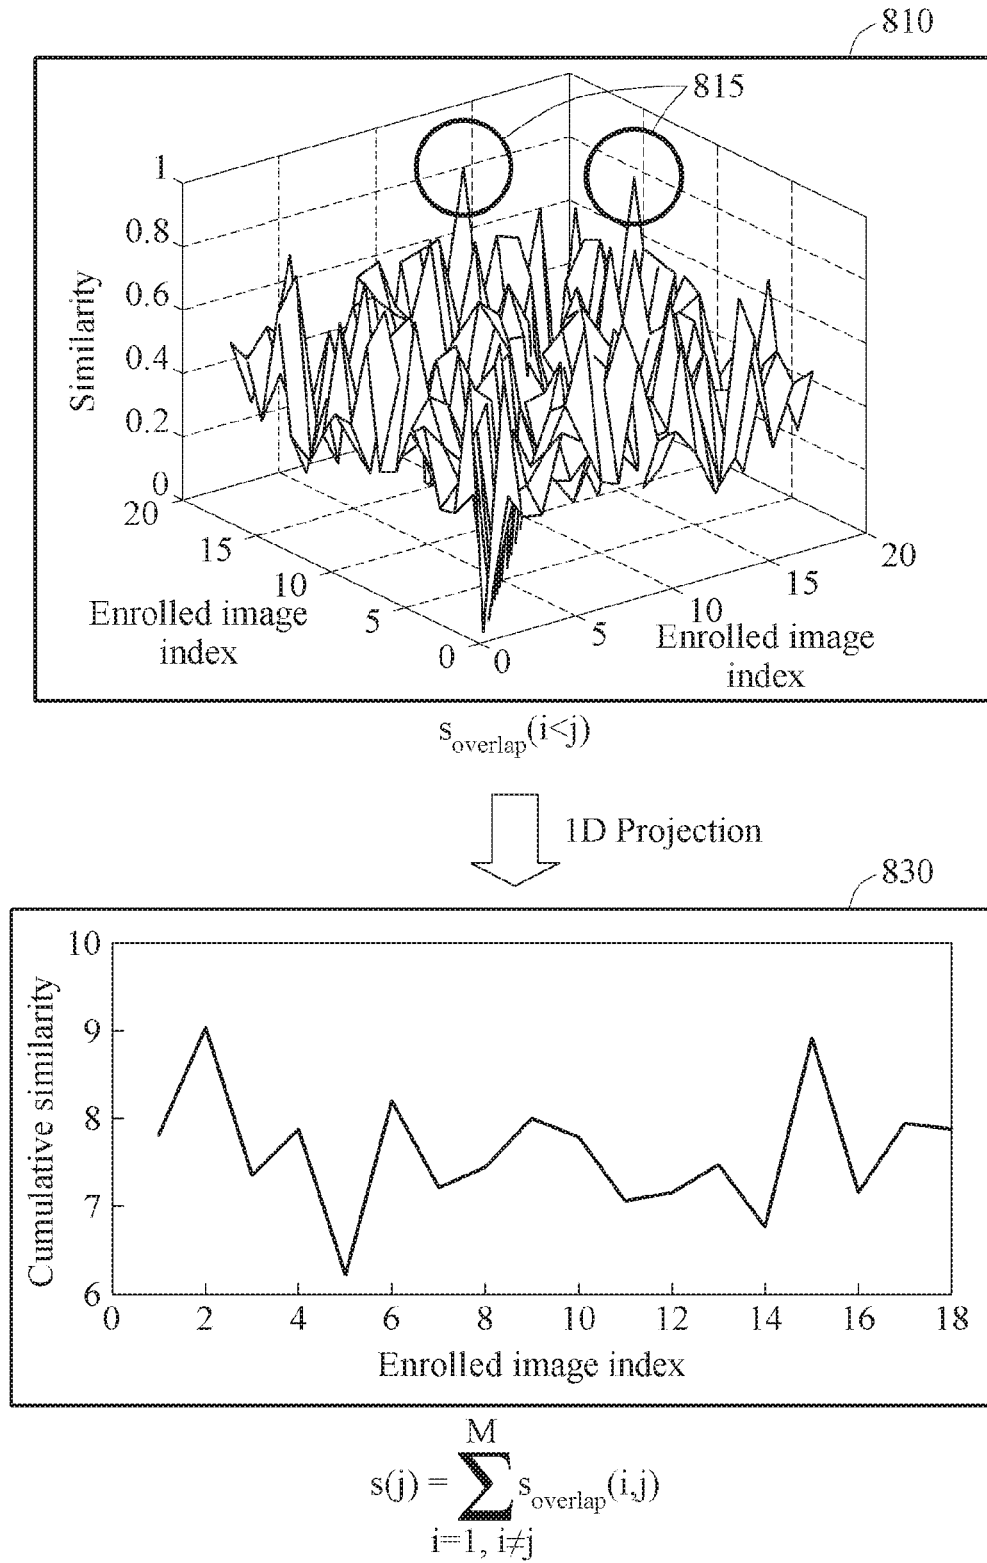 810
815
1
0.8
0.6
0.4
0.2
0
Similarity
20
15
10
5
0
Enrolled image
index
0
5
10
15
20
Enrolled image
index
s_overlap(i<j)
1D Projection
830
10
9
8
7
6
Cumulative similarity
0 2 4 6 8 10 12 14 16 18
Enrolled image index
M
s(j) = ∑ s_overlap(i,j)
i=1, i≠j